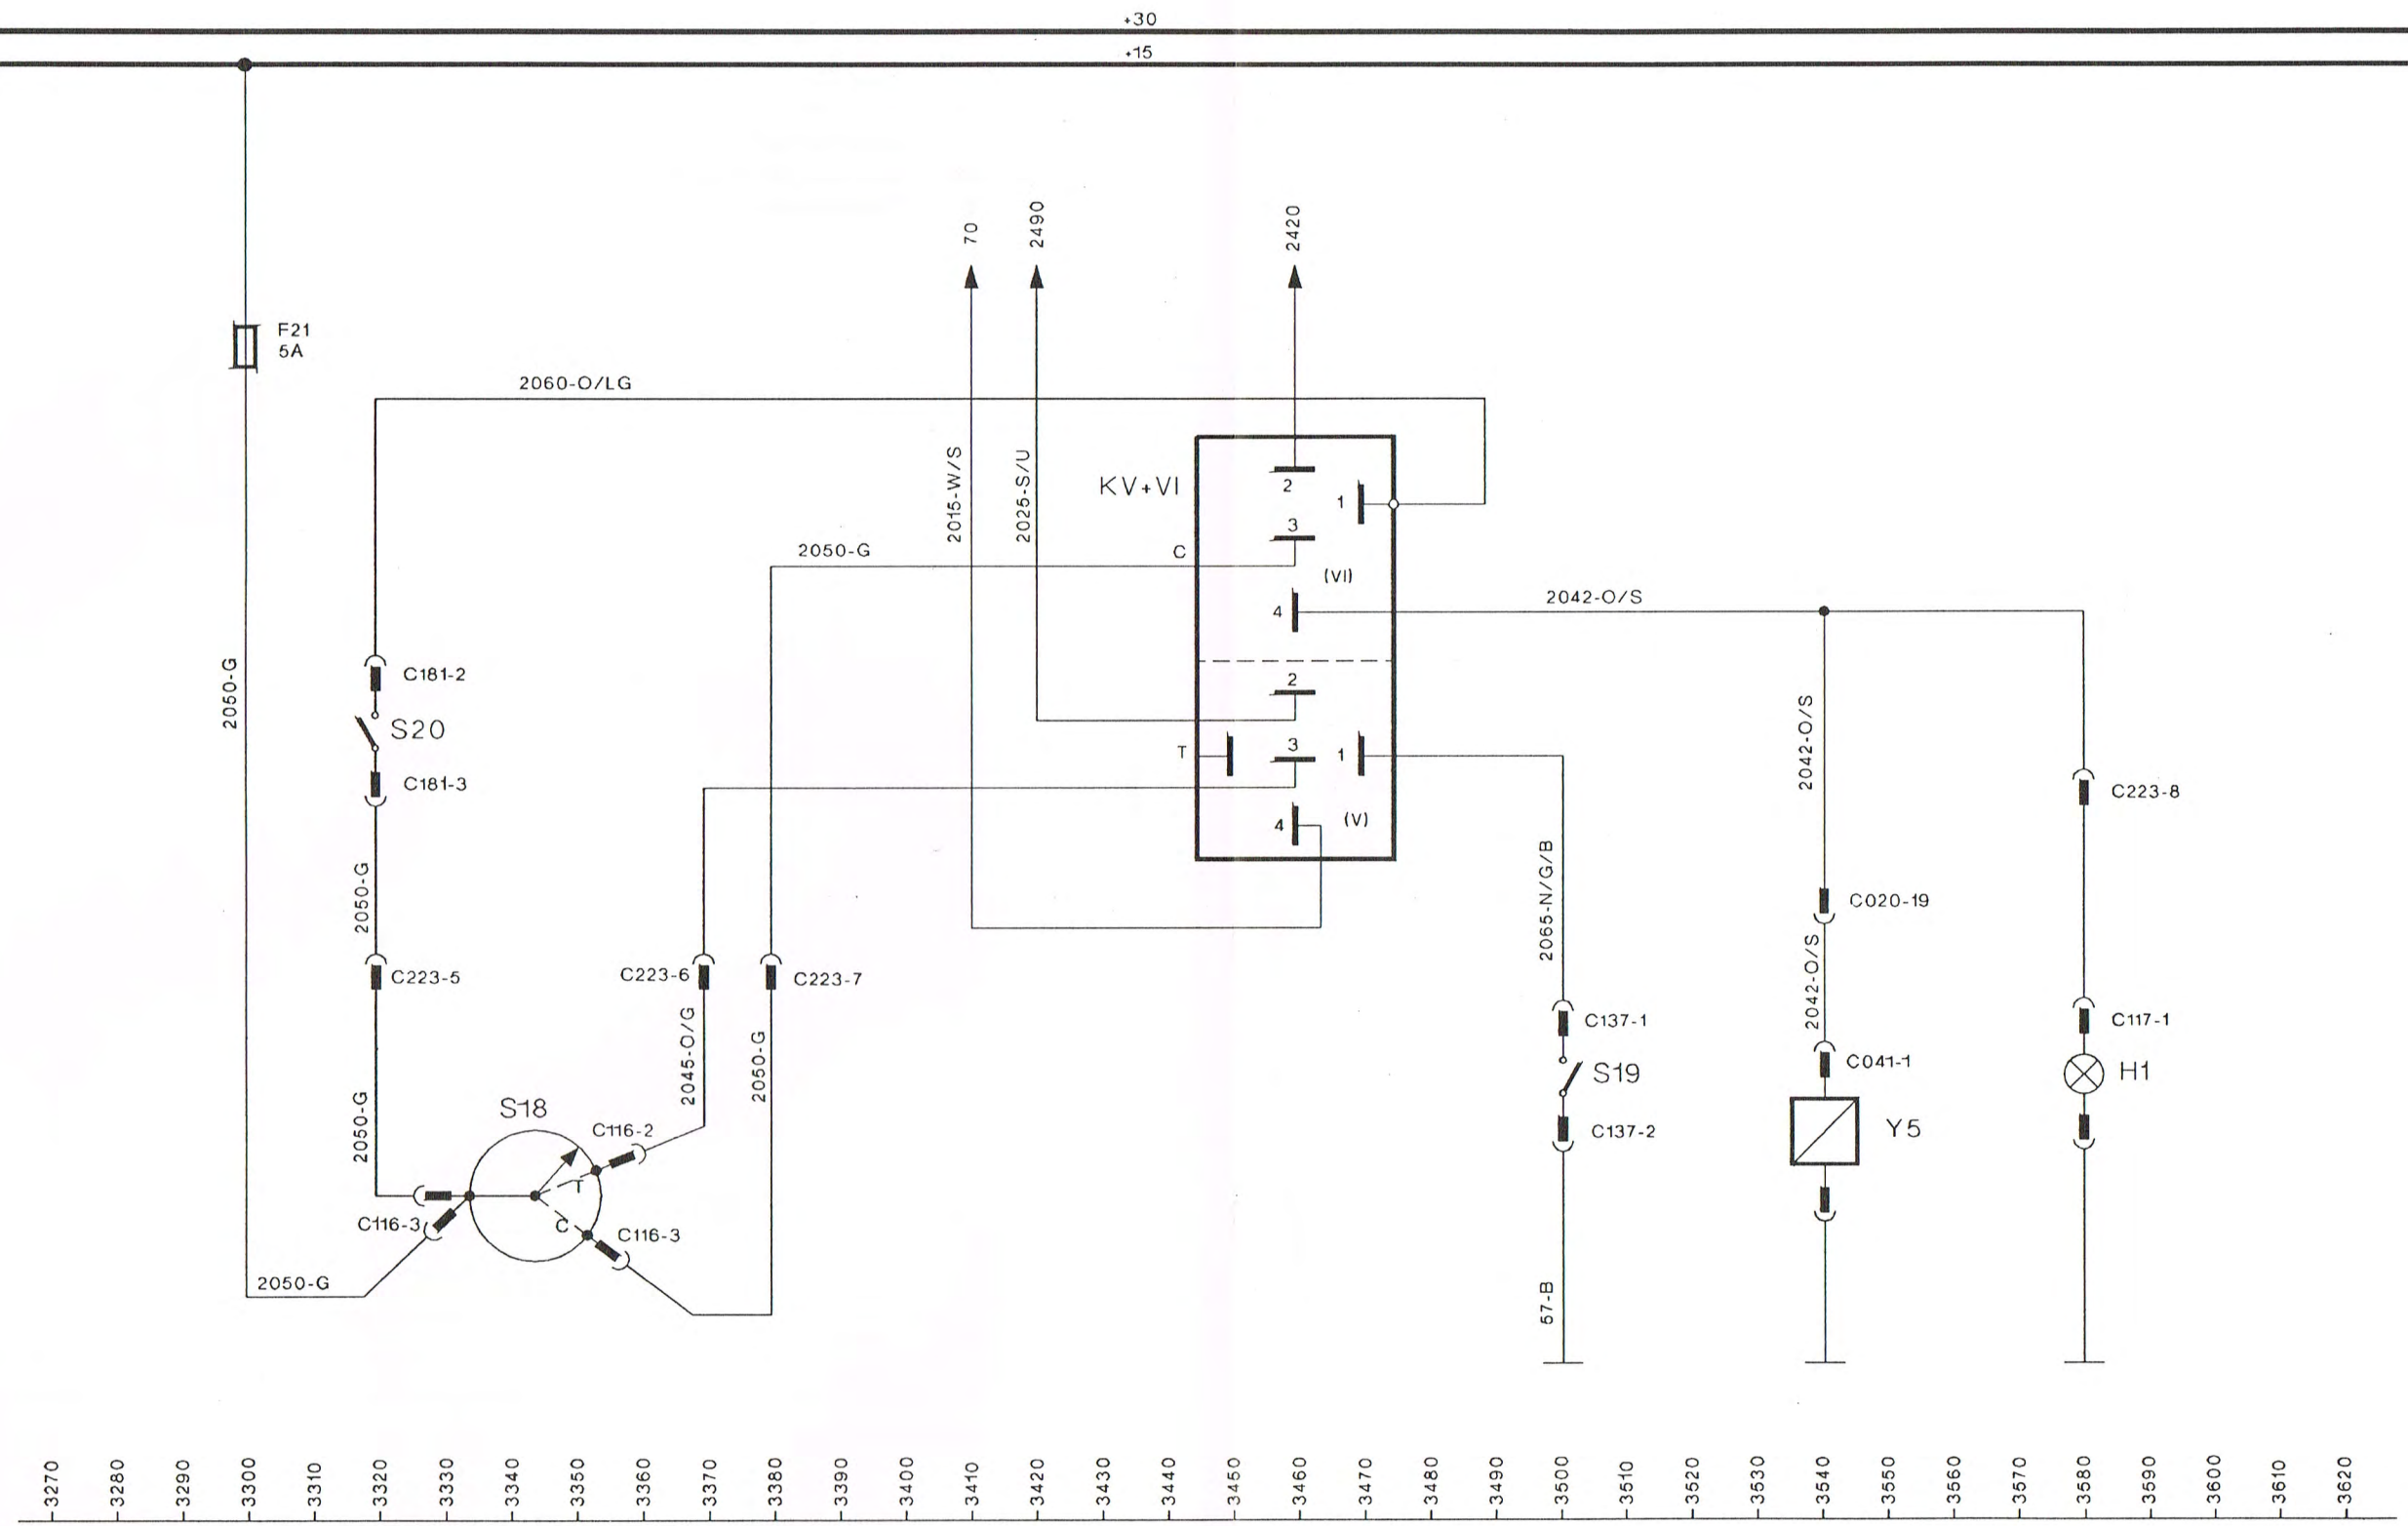 +30
+15
70
2490
2420
F21
5A
2060-O/LG
2015-W/S
2025-S/U
KV+VI
2
1
3
2050-G
C
(VI)
4
2042-O/S
2050-G
C181-2
S20
C181-3
2
T
3
1
4
(V)
2042-O/S
C223-8
2050-G
2065-N/G/B
C020-19
C223-5
C223-6
C223-7
2042-O/S
C137-1
C117-1
2045-O/G
2050-G
C041-1
S19
H1
2050-G
S18
C116-2
C137-2
Y5
T
C116-3
C
C116-3
2050-G
57-B
3270
3280
3290
3300
3310
3320
3330
3340
3350
3360
3370
3380
3390
3400
3410
3420
3430
3440
3450
3460
3470
3480
3490
3500
3510
3520
3530
3540
3550
3560
3570
3580
3590
3600
3610
3620